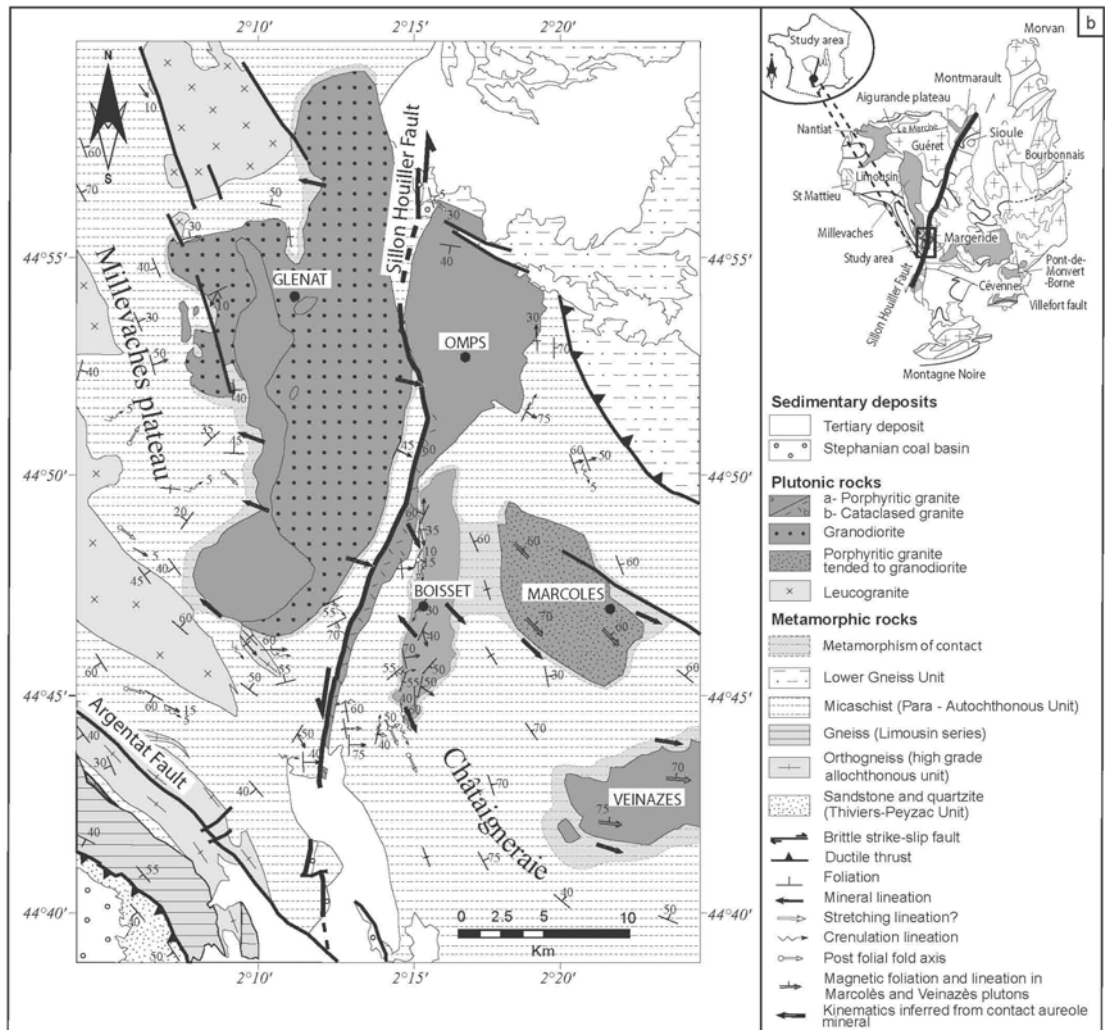 2°10'
2°15'
2°20'
b
N
S
Study area
Morvan
Montmarault
Aigurande plateau
La Marche
Nantiat
Guéret
Sioule
Bourbonnais
Limousin
St Mattieu
Millevaches
Margeride
Study area
Pont-de-
Monvert
-Borne
Cévennes
Villefort fault
Sillon Houiller Fault
Montagne Noire
Sillon Houiller Fault
44°55'
44°55'
GLENAT
OMPS
Millevaches plateau
44°50'
44°50'
BOISSET
MARCOLES
44°45'
44°45'
Argentat Fault
Châtaigneraie
VEINAZES
44°40'
44°40'
0 2.5 5 10
Km
2°10'
2°15'
2°20'
Sedimentary deposits
Tertiary deposit
Stephanian coal basin
Plutonic rocks
a- Porphyritic granite
b- Cataclased granite
Granodiorite
Porphyritic granite
tended to granodiorite
Leucogranite
Metamorphic rocks
Metamorphism of contact
Lower Gneiss Unit
Micaschist (Para - Autochthonous Unit)
Gneiss (Limousin series)
Orthogneiss (high grade
allochthonous unit)
Sandstone and quartzite
(Thiviers-Peyzac Unit)
Brittle strike-slip fault
Ductile thrust
Foliation
Mineral lineation
Stretching lineation?
Crenulation lineation
Post folial fold axis
Magnetic foliation and lineation in
Marcolès and Veinazès plutons
Kinematics inferred from contact aureole
mineral